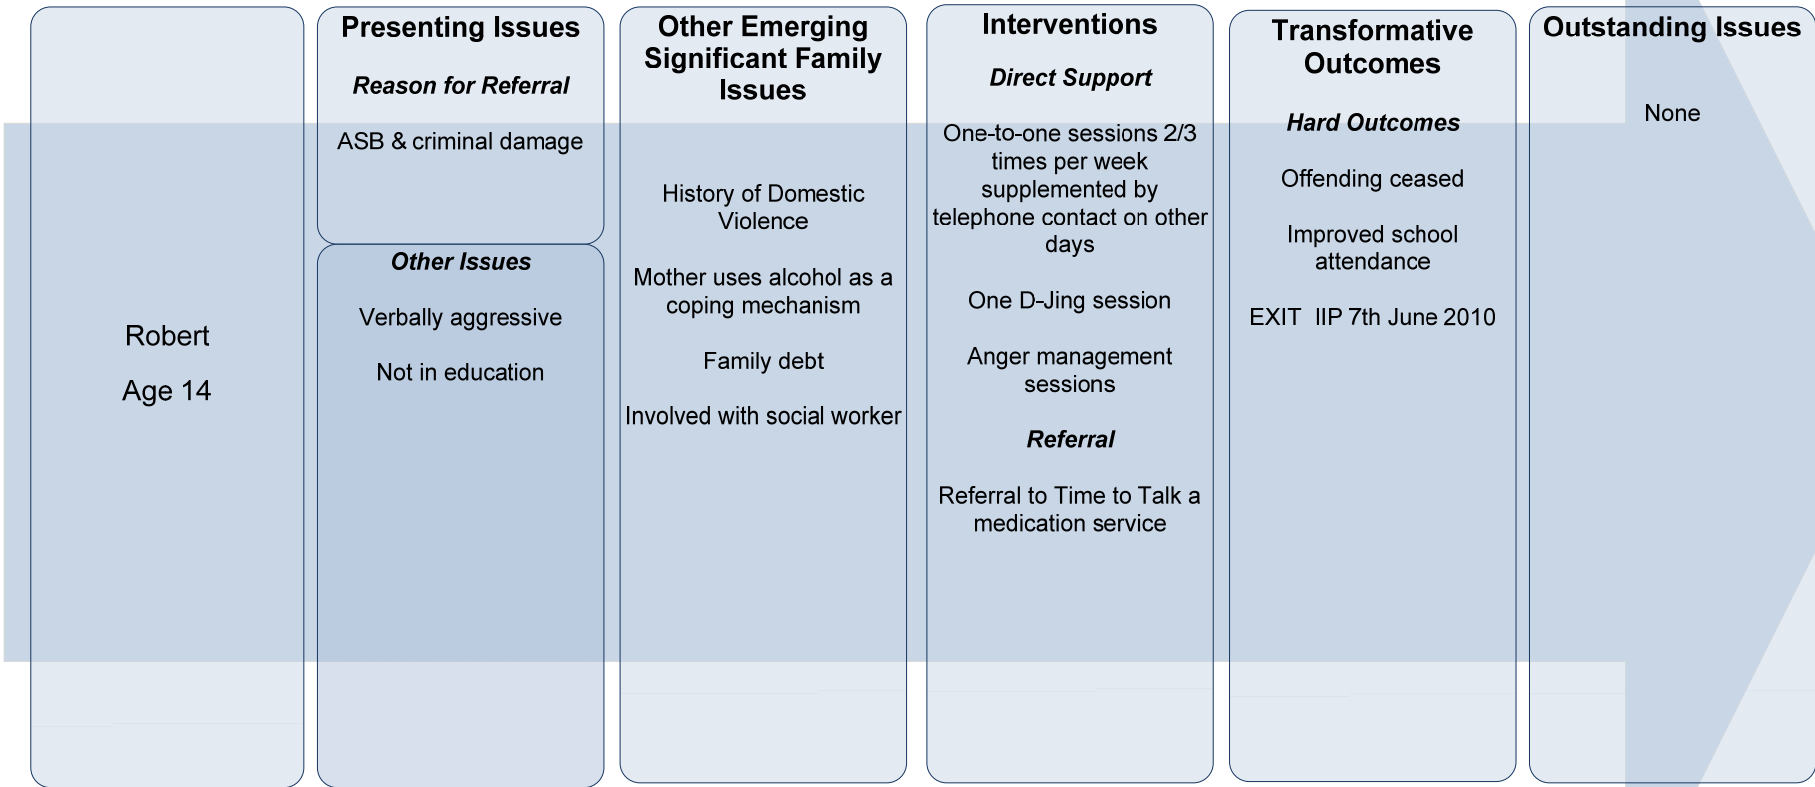 Robert
Age 14
Presenting Issues
Reason for Referral
ASB & criminal damage
Other Issues
Verbally aggressive
Not in education
Other Emerging
Significant Family
Issues
History of Domestic
Violence
Mother uses alcohol as a
coping mechanism
Family debt
Involved with social worker
Interventions
Direct Support
One-to-one sessions 2/3
times per week
supplemented by
telephone contact on other
days
One D-Jing session
Anger management
sessions
Referral
Referral to Time to Talk a
medication service
Transformative
Outcomes
Hard Outcomes
Offending ceased
Improved school
attendance
EXIT IIP 7th June 2010
Outstanding Issues
None